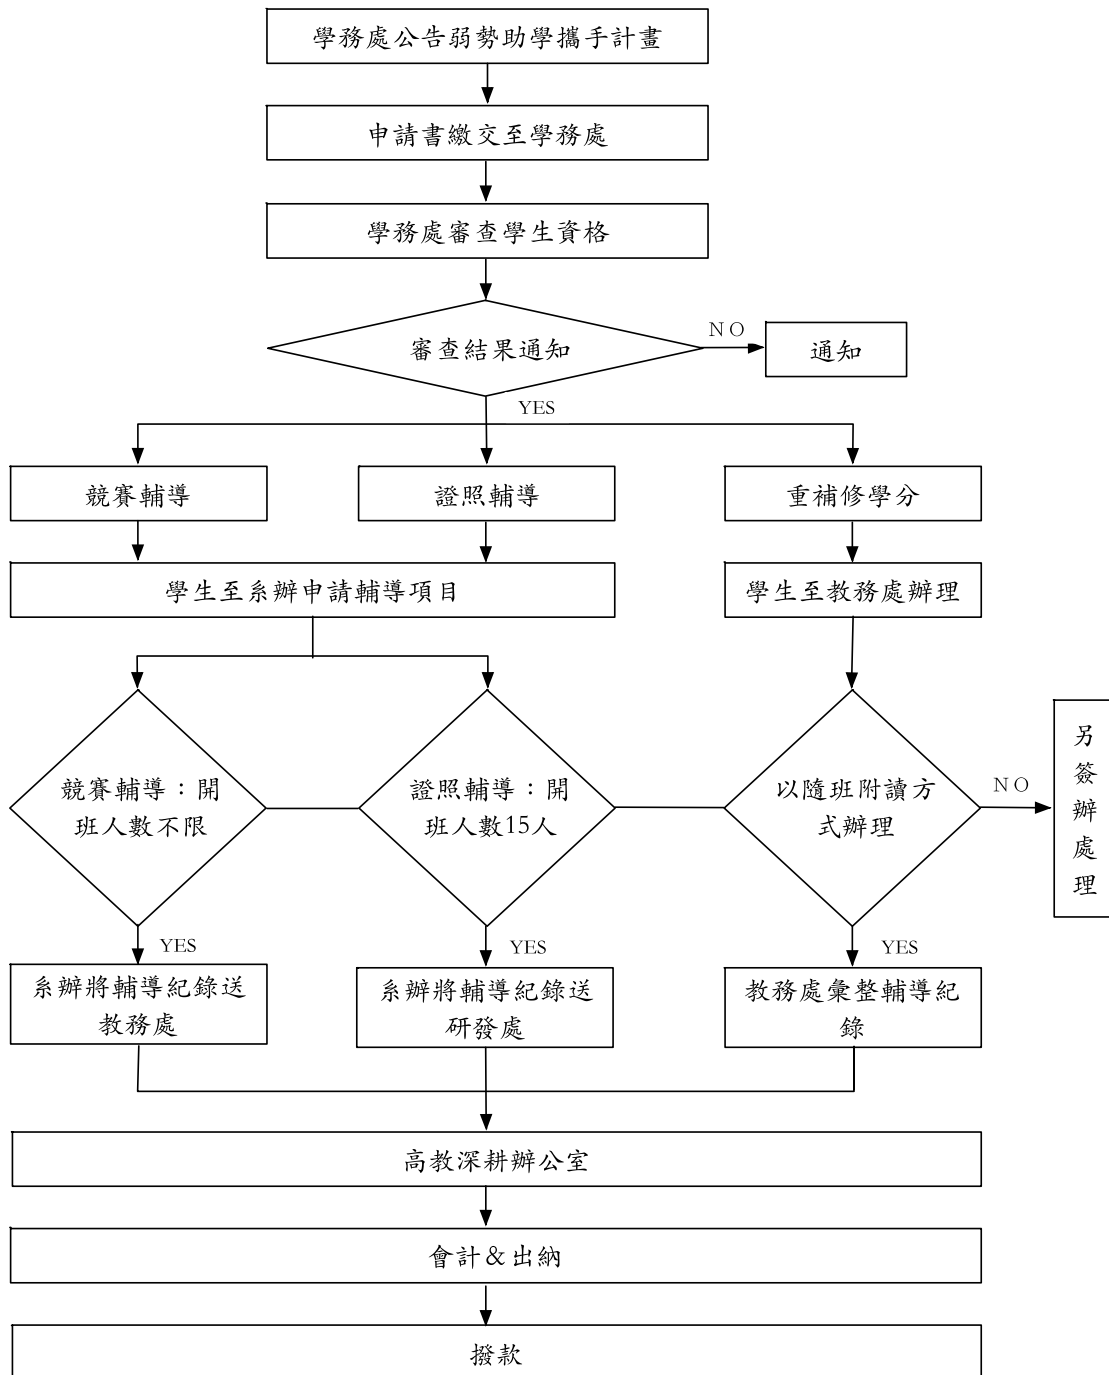 學務處公告弱勢助學攜手計畫
申請書繳交至學務處
學務處審查學生資格
審查結果通知
NO
通知
YES
競賽輔導
證照輔導
重補修學分
學生至系辦申請輔導項目
學生至教務處辦理
競賽輔導：開
班人數不限
證照輔導：開
班人數15人
以隨班附讀方
式辦理
NO
另
簽
辦
處
理
YES
YES
YES
系辦將輔導紀錄送
教務處
系辦將輔導紀錄送
研發處
教務處彙整輔導紀
錄
高教深耕辦公室
會計＆出納
撥款